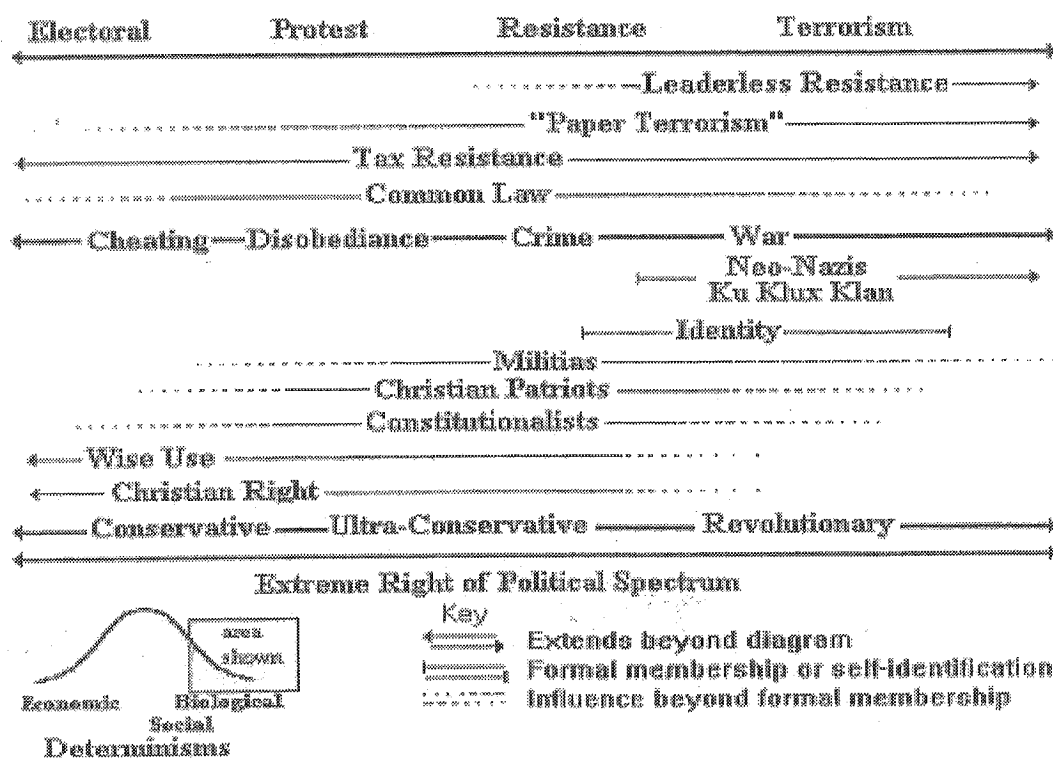 Electoral Protest Resistance Terrorism
Leaderless Resistance
"Paper Terrorism"
Tax Resistance
Common Law
Cheating Disobediance Crime War
Neo-Nazis
Ku Klux Klan
Identity
Militias
Christian Patriots
Constitutionalists
Wise Use
Christian Right
Conservative Ultra-Conservative Revolutionary
Extreme Right of Political Spectrum
area
shown
Economic Biological
Social
Determinisms
Key
Extends beyond diagram
Formal membership or self-identification
Influence beyond formal membership